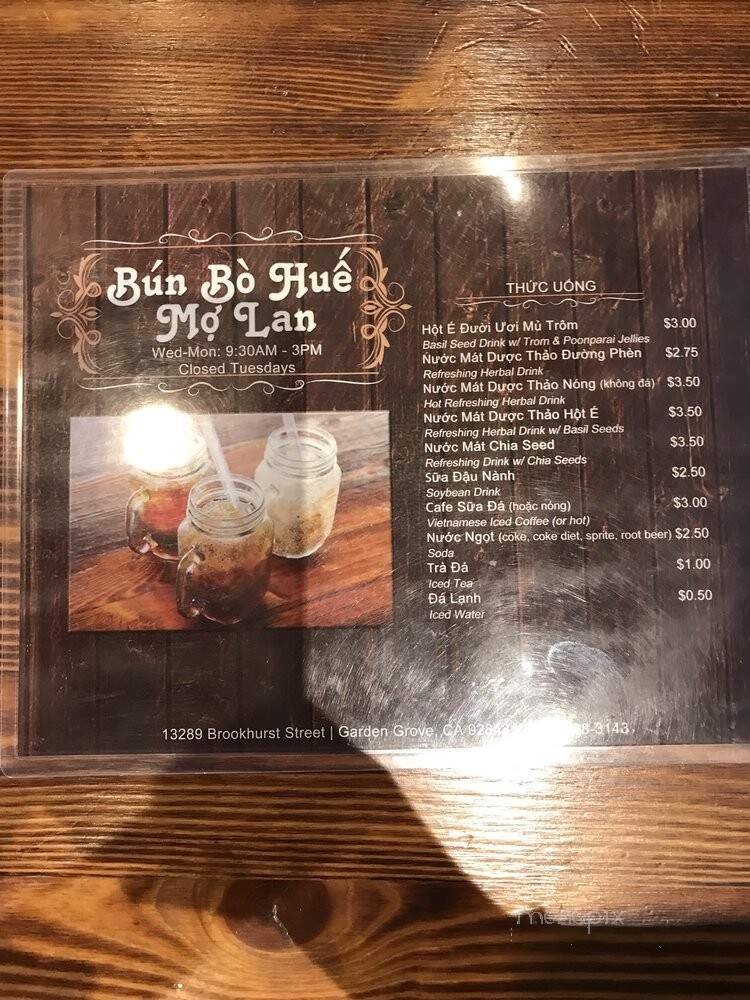 Bún Bò Huế
Mợ Lan
Wed-Mon: 9:30AM - 3PM
Closed Tuesdays
THỨC UỐNG
Hột É Đười Ươi Mủ Trôm $3.00
Basil Seed Drink w/ Trom & Poonparai Jellies
Nước Mát Dược Thảo Đường Phèn $2.75
Refreshing Herbal Drink
Nước Mát Dược Thảo Nóng (không đá) $3.50
Hot Refreshing Herbal Drink
Nước Mát Dược Thảo Hột É $3.50
Refreshing Herbal Drink w/ Basil Seeds
Nước Mát Chia Seed $3.50
Refreshing Drink w/ Chia Seeds
Sữa Đậu Nành $2.50
Soybean Drink
Cafe Sữa Đá (hoặc nóng) $3.00
Vietnamese Iced Coffee (or hot)
Nước Ngọt (coke, coke diet, sprite, root beer) $2.50
Soda
Trà Đá $1.00
Iced Tea
Đá Lạnh $0.50
Iced Water
13289 Brookhurst Street | Garden Grove, CA 92843
menupix